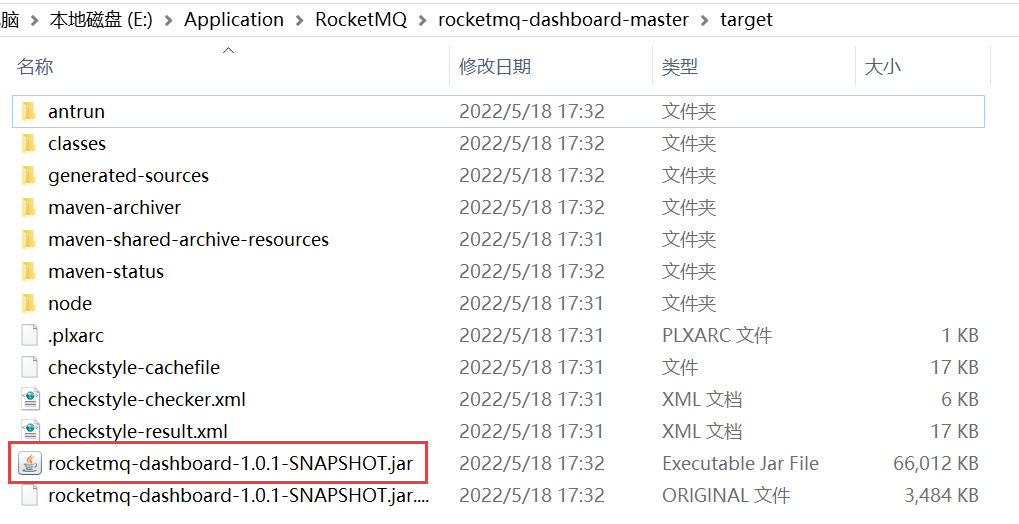 脑 > 本地磁盘 (E:) > Application > RocketMQ > rocketmq-dashboard-master > target
名称 修改日期 类型 大小
antrun 2022/5/18 17:32 文件夹
classes 2022/5/18 17:32 文件夹
generated-sources 2022/5/18 17:32 文件夹
maven-archiver 2022/5/18 17:32 文件夹
maven-shared-archive-resources 2022/5/18 17:31 文件夹
maven-status 2022/5/18 17:32 文件夹
node 2022/5/18 17:31 文件夹
.plxarc 2022/5/18 17:31 PLXARC 文件 1 KB
checkstyle-cachefile 2022/5/18 17:31 文件 17 KB
checkstyle-checker.xml 2022/5/18 17:31 XML 文档 6 KB
checkstyle-result.xml 2022/5/18 17:31 XML 文档 17 KB
rocketmq-dashboard-1.0.1-SNAPSHOT.jar 2022/5/18 17:32 Executable Jar File 66,012 KB
rocketmq-dashboard-1.0.1-SNAPSHOT.jar.... 2022/5/18 17:32 ORIGINAL 文件 3,484 KB